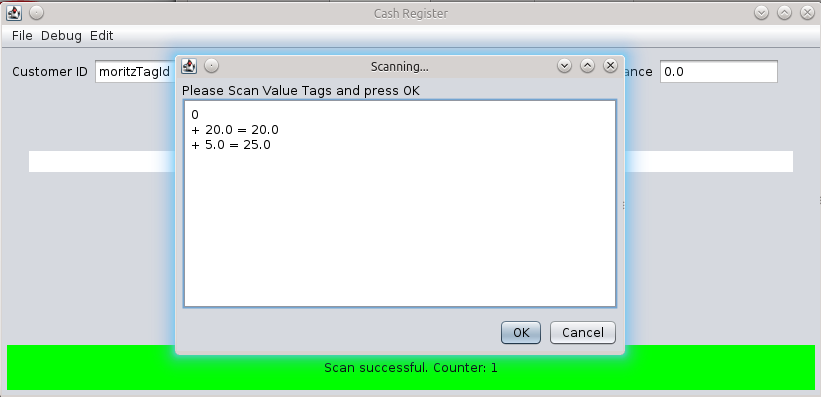 Cash Register
File Debug Edit
Customer ID moritzTagId
ance 0.0
Scanning...
Please Scan Value Tags and press OK
0
+ 20.0 = 20.0
+ 5.0 = 25.0
OK Cancel
Scan successful. Counter: 1